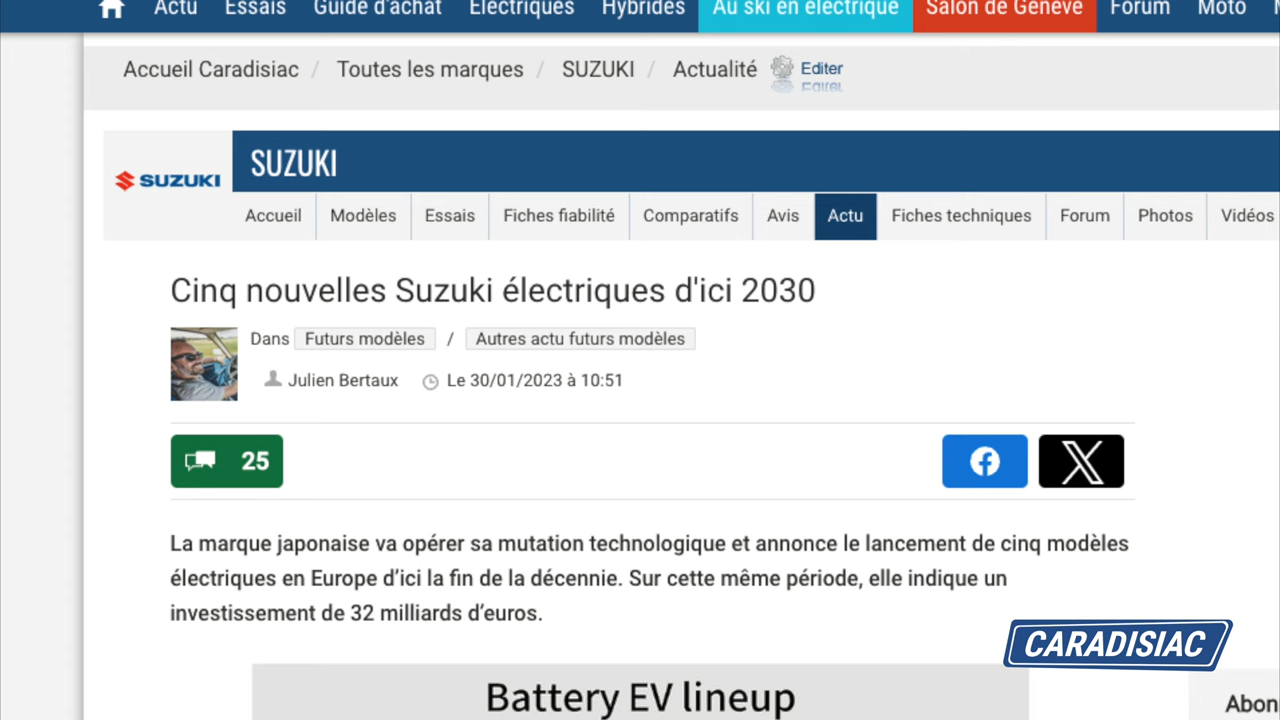 Actu Essais Guide d'achat Electriques Hybrides Au ski en électrique Salon de Genève Forum Moto
Accueil Caradisiac / Toutes les marques / SUZUKI / Actualité Editer
SUZUKI
SUZUKI
Accueil Modèles Essais Fiches fiabilité Comparatifs Avis Actu Fiches techniques Forum Photos Vidéos
Cinq nouvelles Suzuki électriques d'ici 2030
Dans Futurs modèles / Autres actu futurs modèles
Julien Bertaux Le 30/01/2023 à 10:51
25
La marque japonaise va opérer sa mutation technologique et annonce le lancement de cinq modèles
électriques en Europe d'ici la fin de la décennie. Sur cette même période, elle indique un
investissement de 32 milliards d'euros.
CARADISIAC
Battery EV lineup
Abon